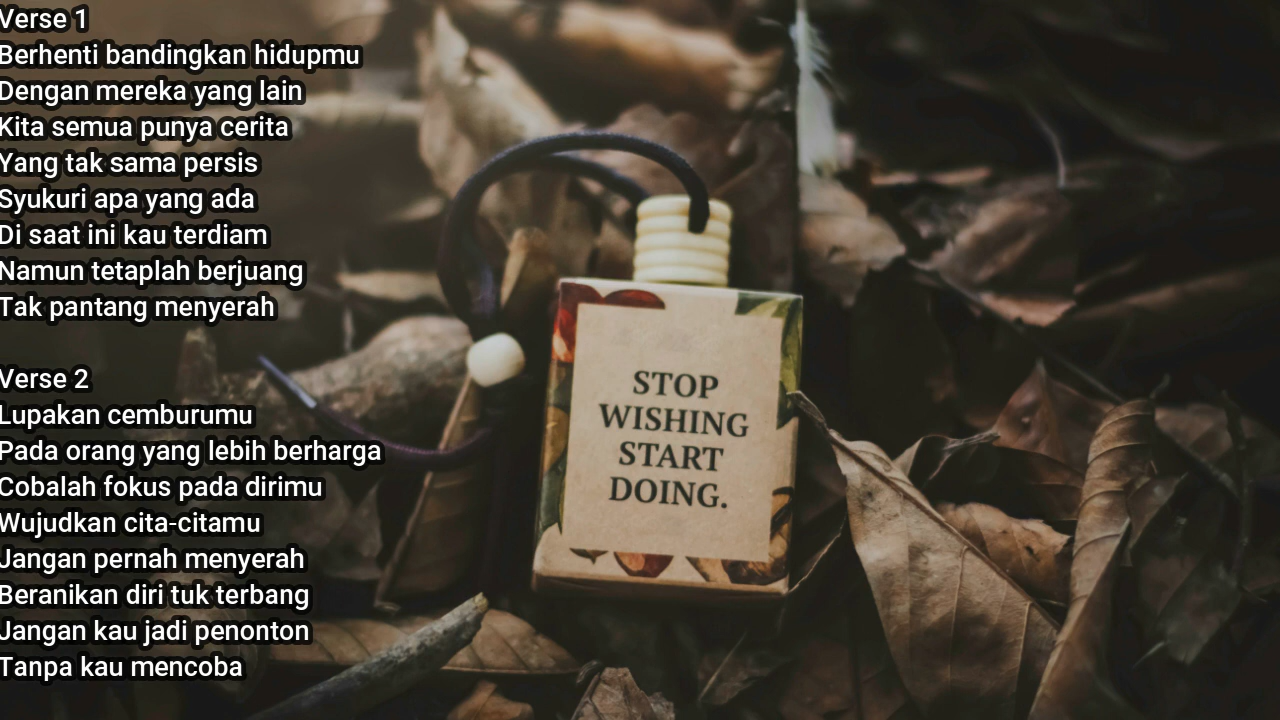 Verse 1
Berhenti bandingkan hidupmu
Dengan mereka yang lain
Kita semua punya cerita
Yang tak sama persis
Syukuri apa yang ada
Di saat ini kau terdiam
Namun tetaplah berjuang
Tak pantang menyerah
Verse 2
Lupakan cemburumu
Pada orang yang lebih berharga
Cobalah fokus pada dirimu
Wujudkan cita-citamu
Jangan pernah menyerah
Beranikan diri tuk terbang
Jangan kau jadi penonton
Tanpa kau mencoba
STOP
WISHING
START
DOING.